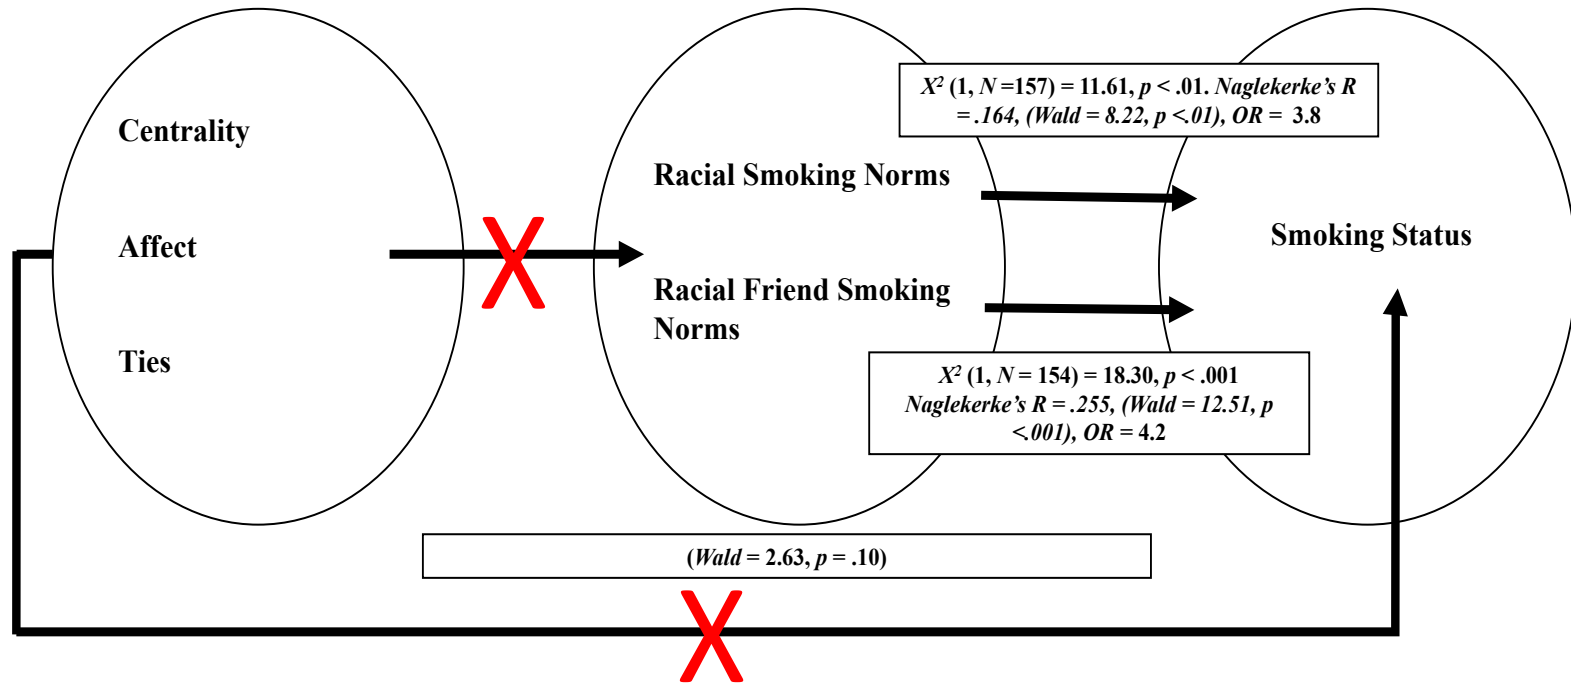 Centrality
Affect
Ties
Racial Smoking Norms
Racial Friend Smoking
Norms
X² (1, N =157) = 11.61, p < .01. Naglekerke’s R
= .164, (Wald = 8.22, p <.01), OR = 3.8
X² (1, N = 154) = 18.30, p < .001
Naglekerke’s R = .255, (Wald = 12.51, p
<.001), OR = 4.2
Smoking Status
(Wald = 2.63, p = .10)
X
X